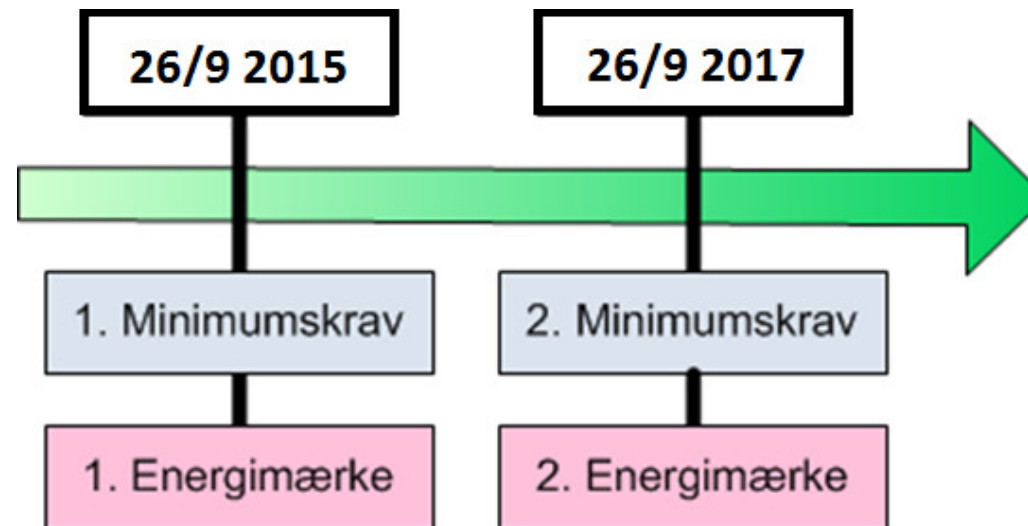 26/9 2015
26/9 2017
1. Minimumskrav
2. Minimumskrav
1. Energimærke
2. Energimærke